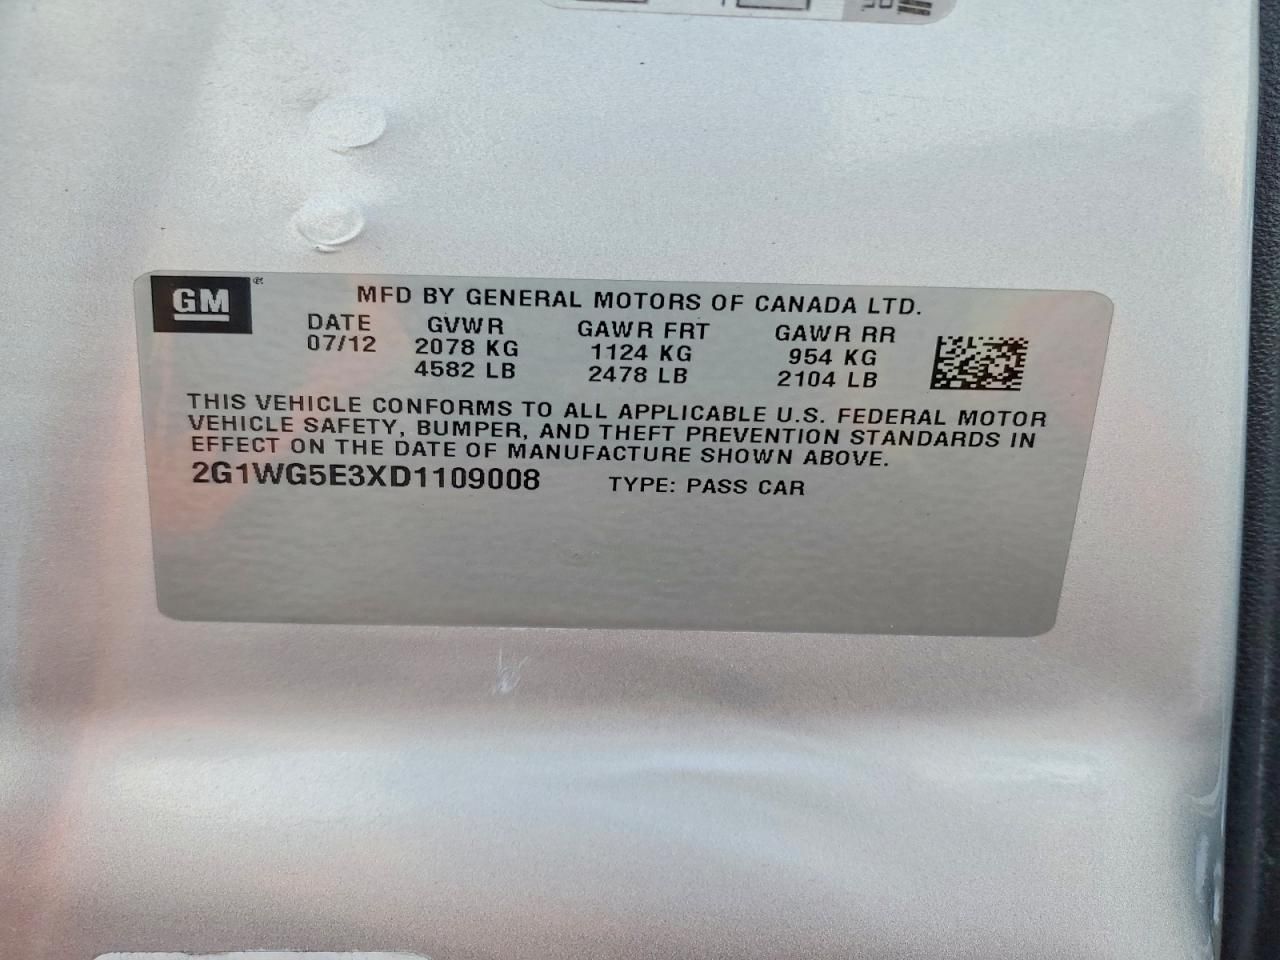 GM
MFD BY GENERAL MOTORS OF CANADA LTD.
DATE GVWR GAWR FRT GAWR RR
07/12 2078 KG 1124 KG 954 KG
4582 LB 2478 LB 2104 LB
THIS VEHICLE CONFORMS TO ALL APPLICABLE U.S. FEDERAL MOTOR
VEHICLE SAFETY, BUMPER, AND THEFT PREVENTION STANDARDS IN
EFFECT ON THE DATE OF MANUFACTURE SHOWN ABOVE.
2G1WG5E3XD1109008 TYPE: PASS CAR